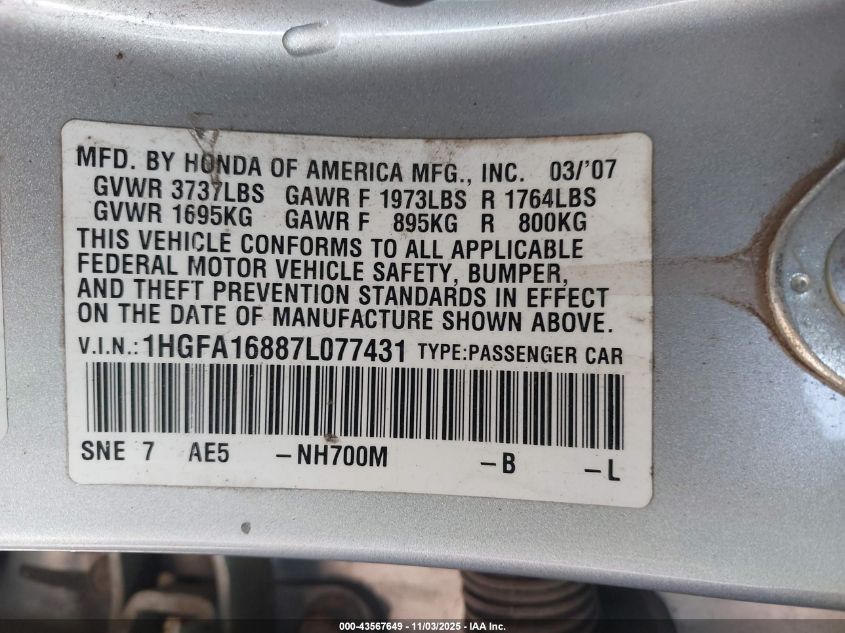 MFD. BY HONDA OF AMERICA MFG., INC. 03/'07
GVWR 3737LBS GAWR F 1973LBS R 1764LBS
GVWR 1695KG GAWR F 895KG R 800KG
THIS VEHICLE CONFORMS TO ALL APPLICABLE
FEDERAL MOTOR VEHICLE SAFETY, BUMPER,
AND THEFT PREVENTION STANDARDS IN EFFECT
ON THE DATE OF MANUFACTURE SHOWN ABOVE.
V.I.N.: 1HGFA16887L077431 TYPE:PASSENGER CAR
SNE 7 AE5 -NH700M -B -L
000-43567649 - 11/03/2025 - IAA Inc.